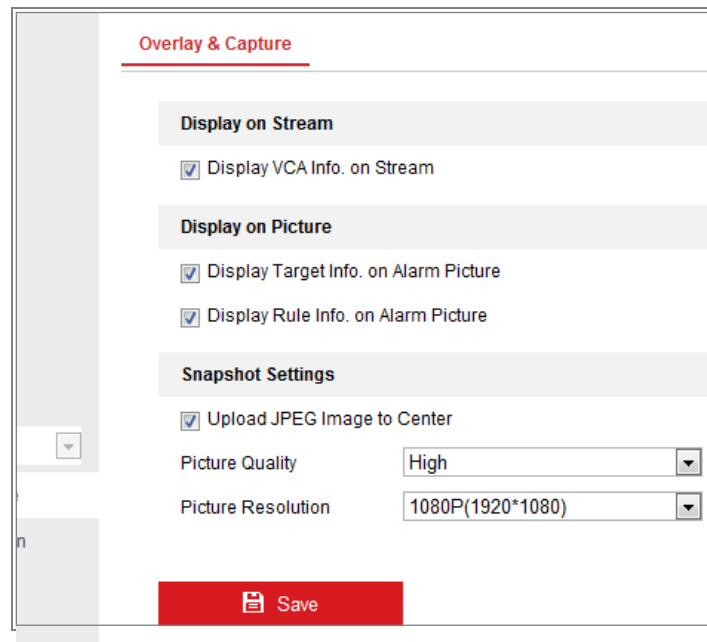 Overlay & Capture
Display on Stream
Display VCA Info. on Stream
Display on Picture
Display Target Info. on Alarm Picture
Display Rule Info. on Alarm Picture
Snapshot Settings
Upload JPEG Image to Center
Picture Quality High
Picture Resolution 1080P(1920*1080)
n
Save